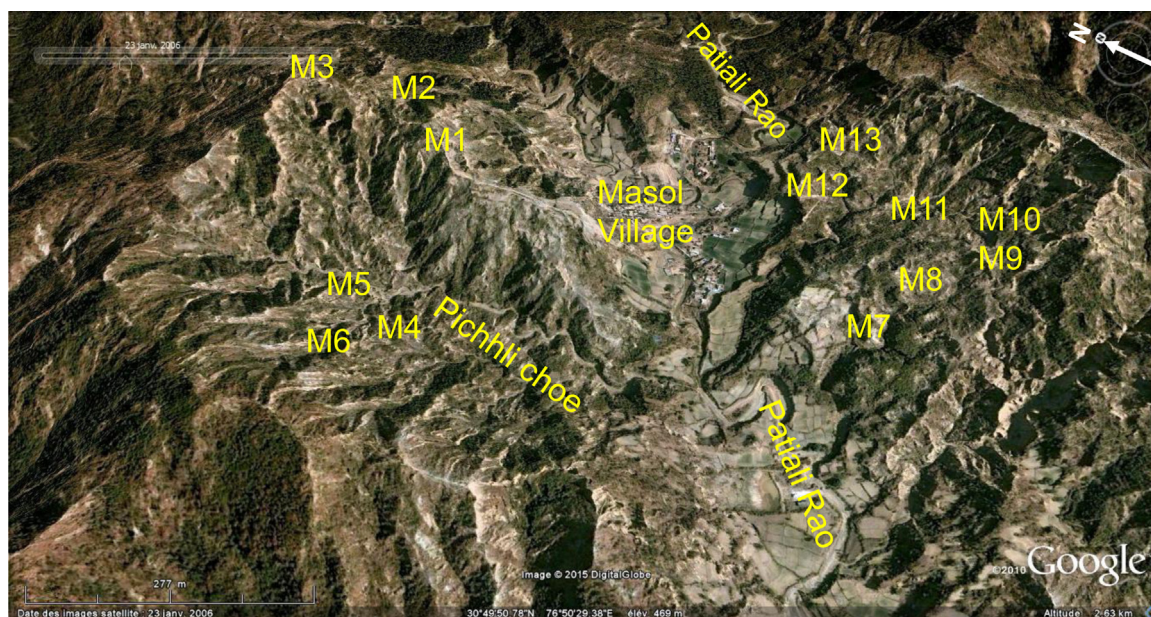 23 janv. 2006
N
M3
M2
Patiali Rao
M1
M13
Masol
Village
M12
M11
M10
M9
M5
M8
M4
M6
M7
Pichhli choe
Patiali Rao
277 m
Image © 2015 DigitalGlobe
©2010 Google
Date des images satellite : 23 janv. 2006
30°49'50.78"N 76°50'29.38"E élév. 469 m
Altitude 2.63 km